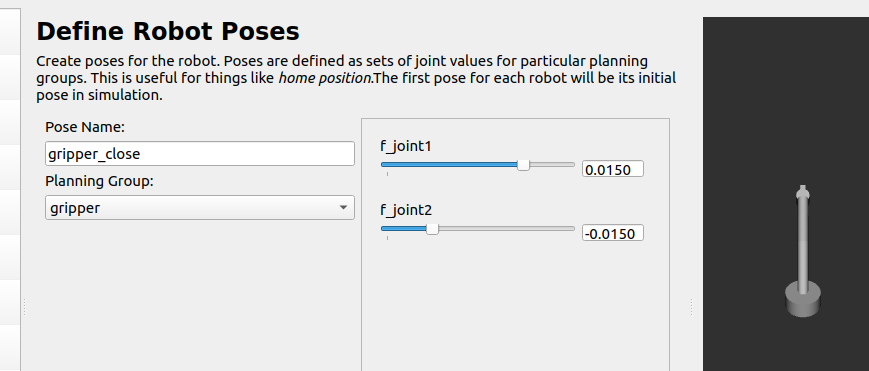 Define Robot Poses
Create poses for the robot. Poses are defined as sets of joint values for particular planning
groups. This is useful for things like home position.The first pose for each robot will be its initial
pose in simulation.
Pose Name:
gripper_close
Planning Group:
gripper
f_joint1
0.0150
f_joint2
-0.0150